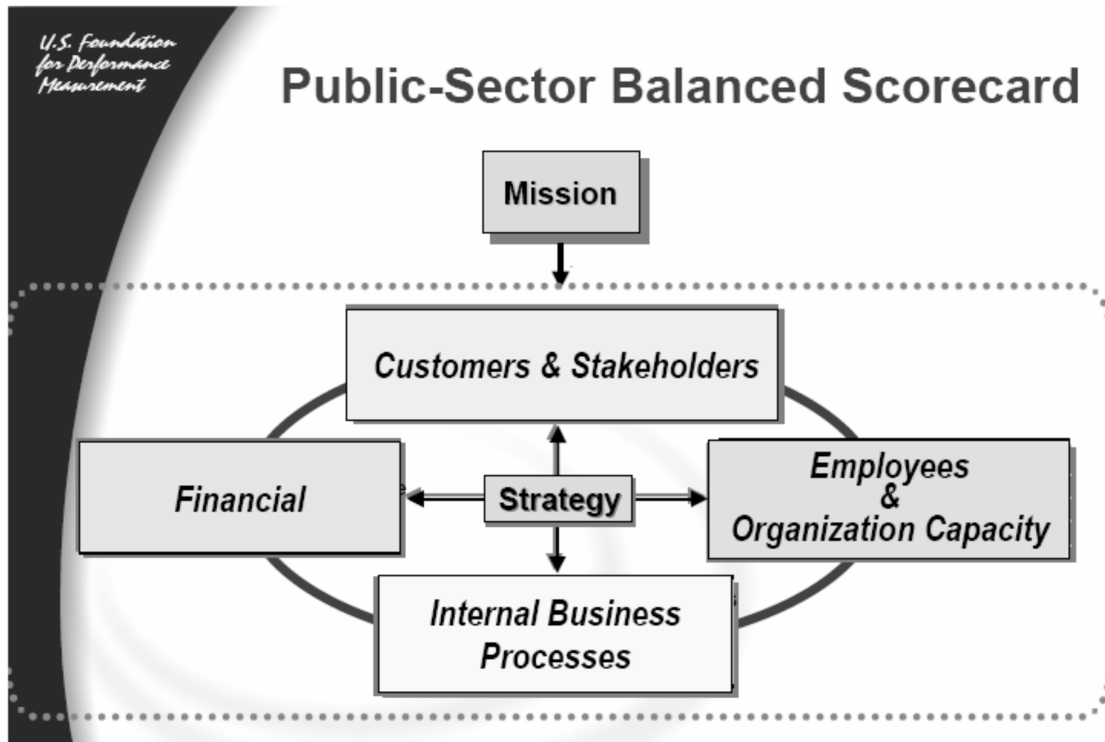 U.S. Foundation
for Performance
Measurement
Public-Sector Balanced Scorecard
Mission
Customers & Stakeholders
Financial
Strategy
Employees
&
Organization Capacity
Internal Business
Processes